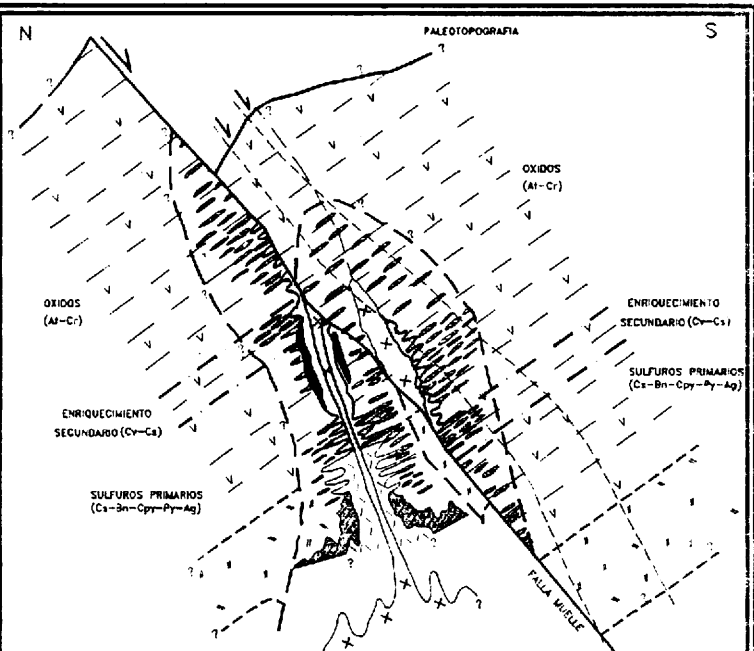 N
PALEOTOPOGRAFIA
S
OXIDOS
(At-Cr)
OXIDOS
(At-Cr)
ENRIQUECIMIENTO
SECUNDARIO (Cv-Cs)
SULFUROS PRIMARIOS
(Cs-Bn-Cpy-Py-Ag)
ENRIQUECIMIENTO
SECUNDARIO (Cv-Cs)
SULFUROS PRIMARIOS
(Cs-Bn-Cpy-Py-Ag)
FALLA MUELLE